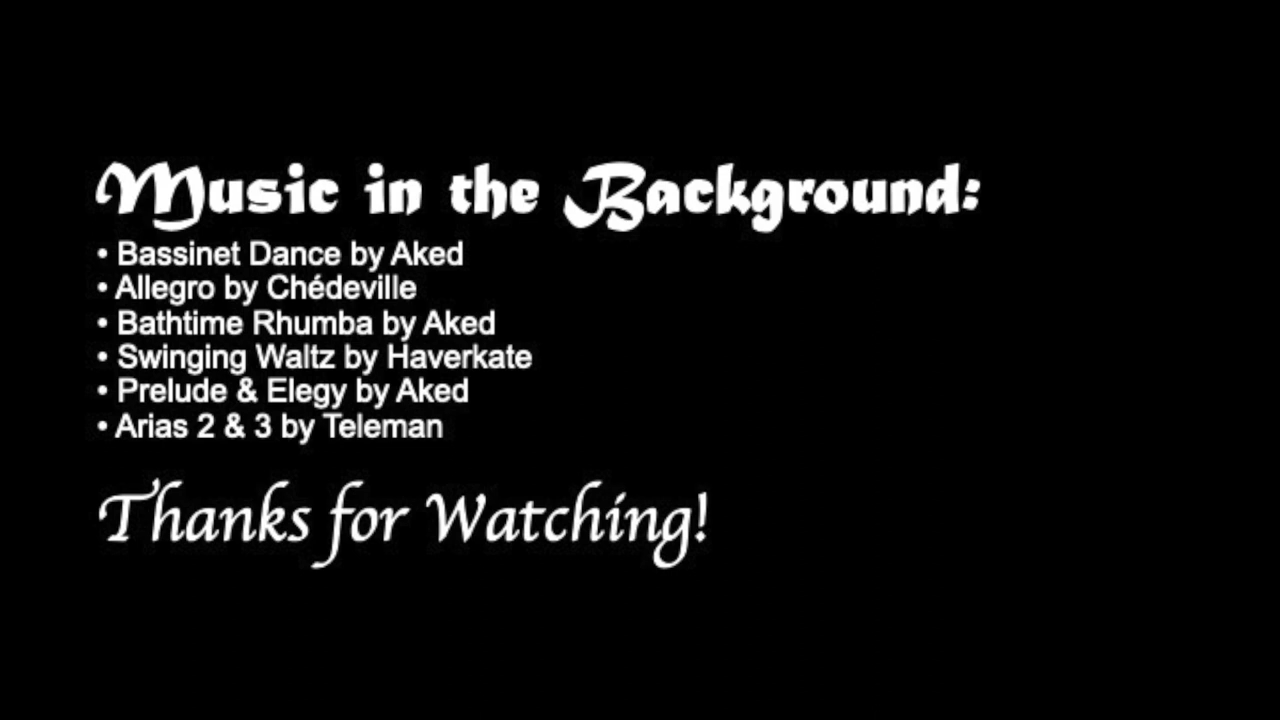 Music in the Background:
• Bassinet Dance by Aked
• Allegro by Chédeville
• Bathtime Rhumba by Aked
• Swinging Waltz by Haverkate
• Prelude & Elegy by Aked
• Arias 2 & 3 by Teleman
Thanks for Watching!